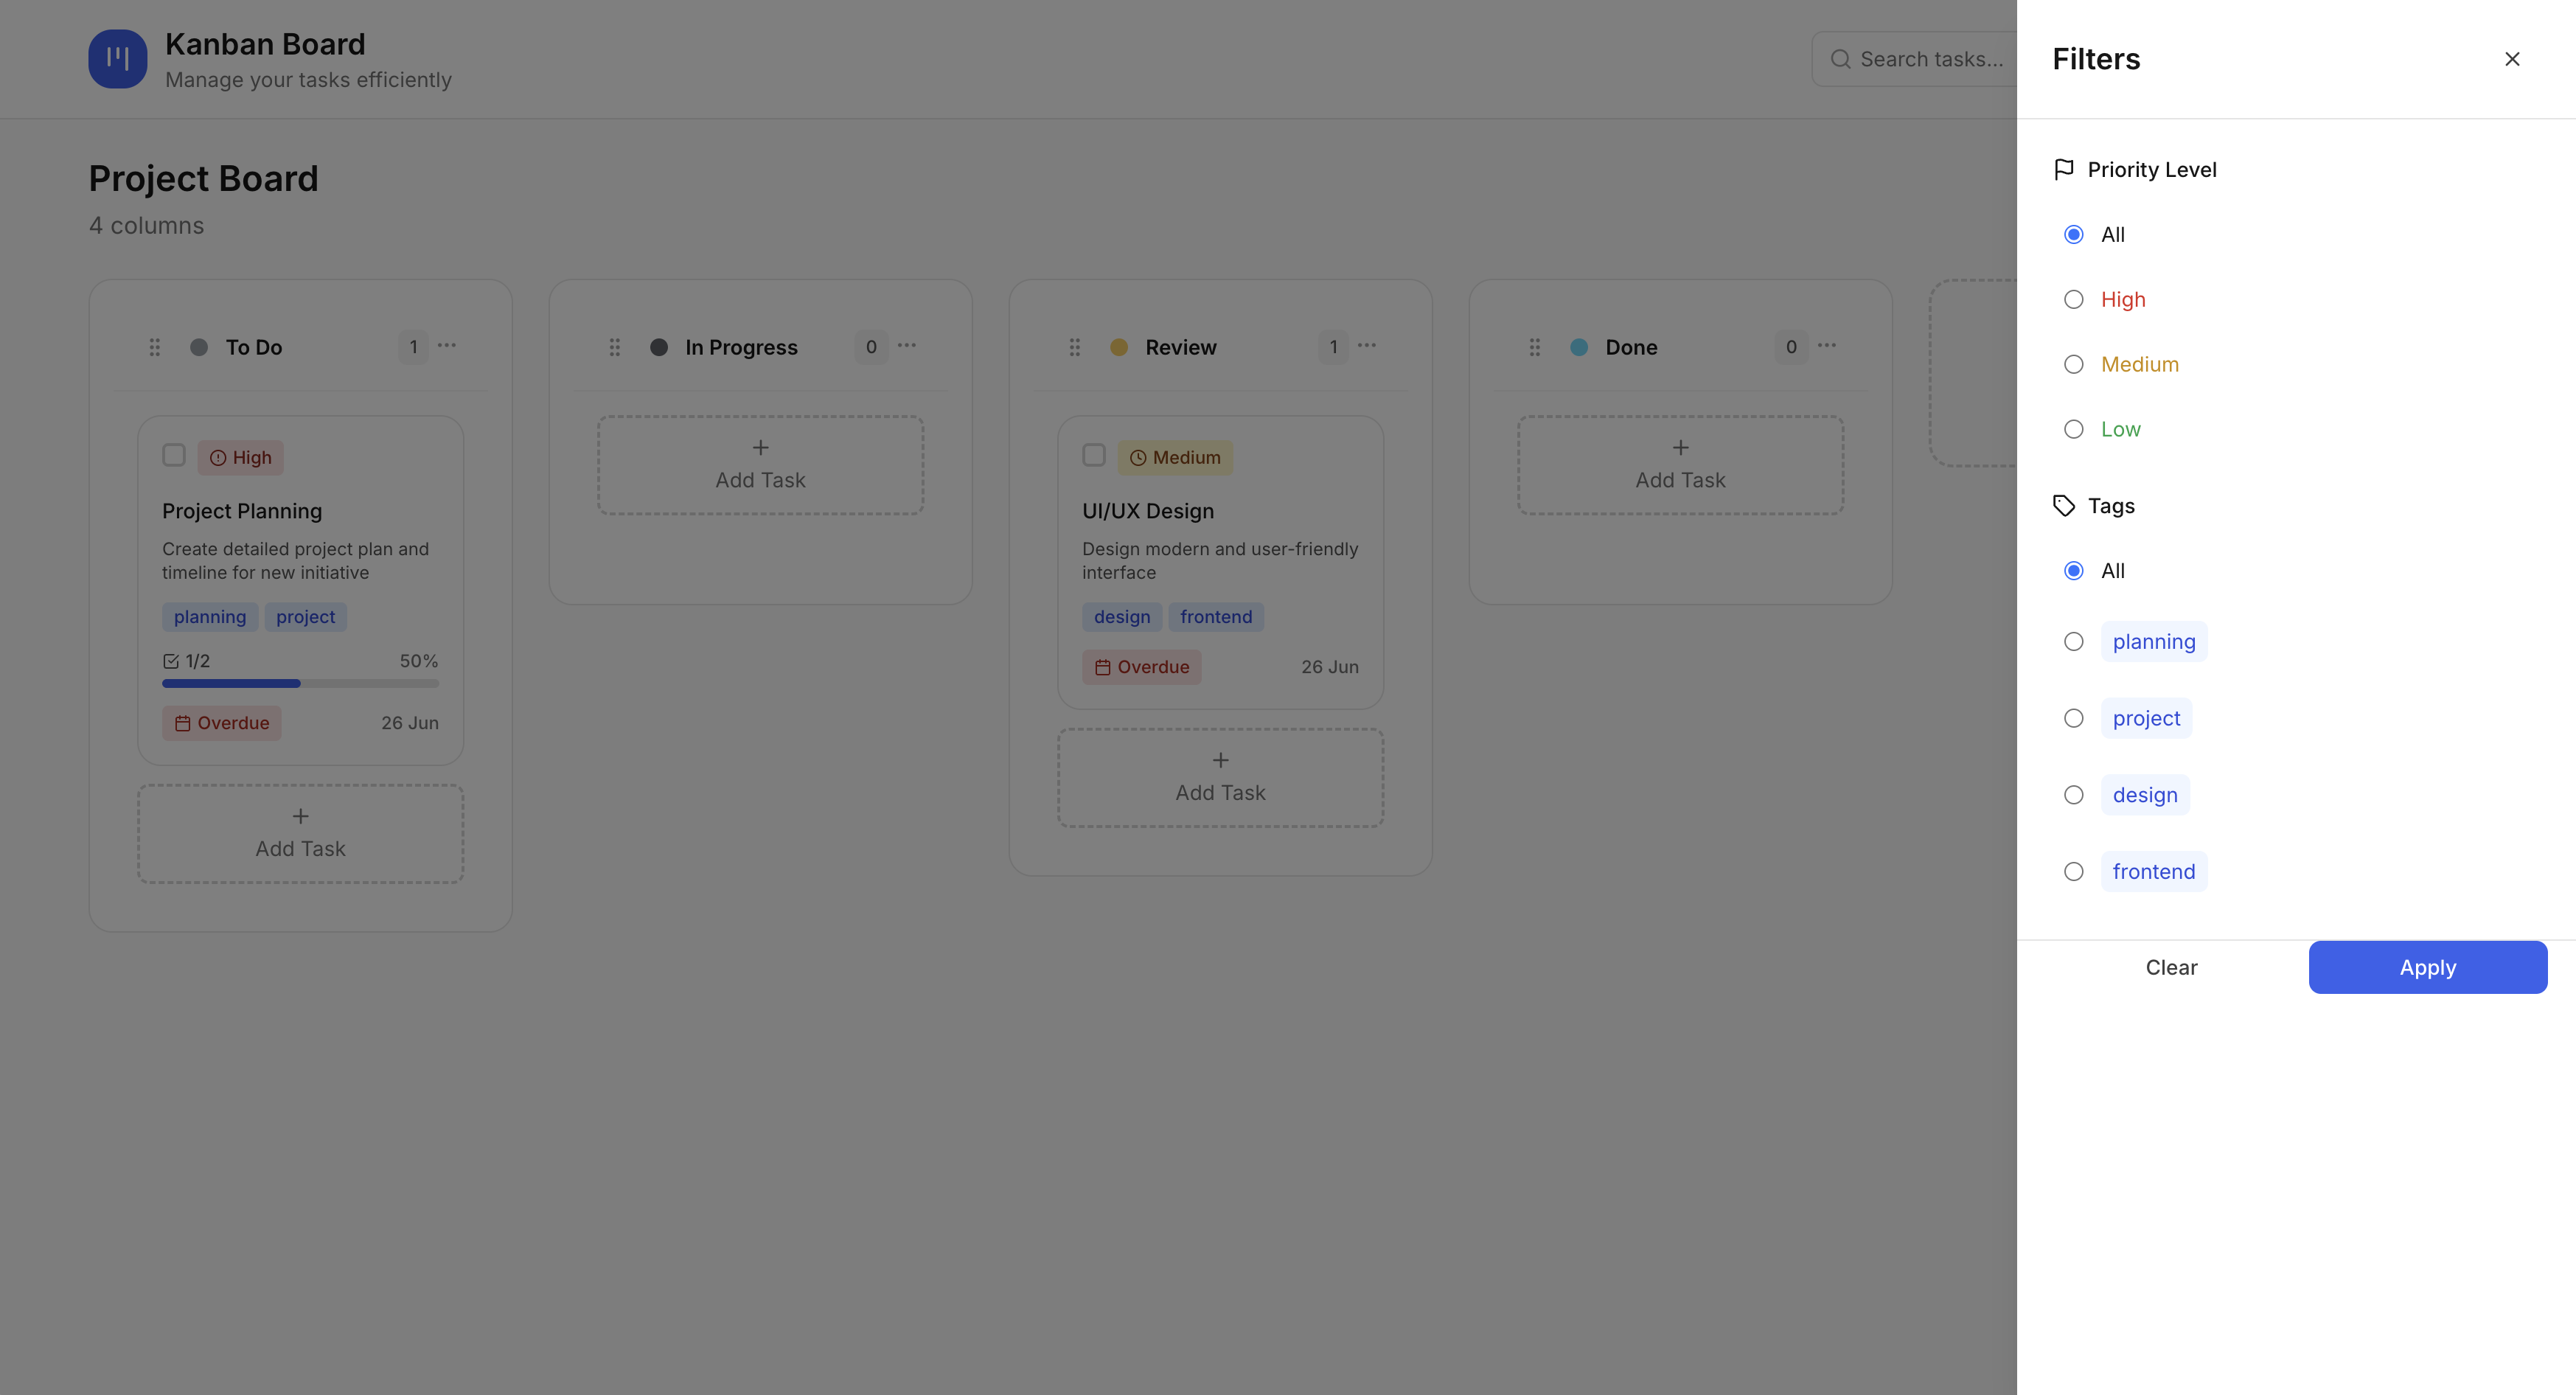 Kanban Board
Manage your tasks efficiently
Search tasks...
Project Board
4 columns
To Do
1
High
Project Planning
Create detailed project plan and
timeline for new initiative
planning project
1/2 50%
Overdue 26 Jun
Add Task
In Progress
0
Add Task
Review
1
Medium
UI/UX Design
Design modern and user-friendly
interface
design frontend
Overdue 26 Jun
Add Task
Done
0
Add Task
Filters
Priority Level
All
High
Medium
Low
Tags
All
planning
project
design
frontend
Clear Apply